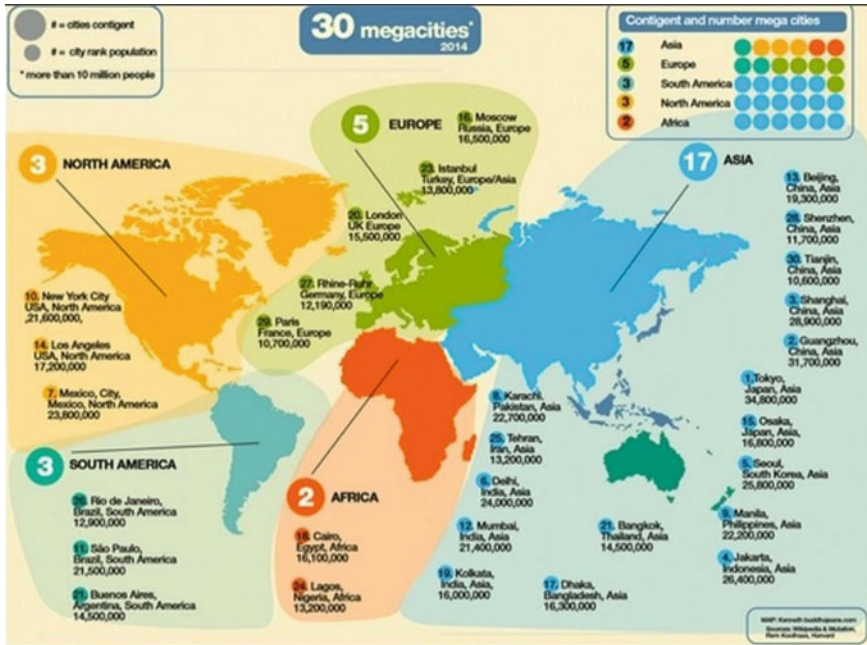 # = cities contigent
# = city rank population
* more than 10 million people
30 megacities*
2014
Contigent and number mega cities
17 Asia
5 Europe
3 South America
3 North America
2 Africa
3 NORTH AMERICA
10. New York City
USA, North America
,21,600,000,
14. Los Angeles
USA, North America
17,200,000
7. Mexico, City,
Mexico, North America
23,800,000
5 EUROPE
16. Moscow
Russia, Europe
16,500,000
23. Istanbul
Turkey, Europe/Asia
13,800,000
20. London
UK Europe
15,500,000
27. Rhine-Ruhr
Germany, Europe
12,190,000
29. Paris
France, Europe
10,700,000
17 ASIA
13. Beijing,
China, Asia
19,300,000
28. Shenzhen,
China, Asia
11,700,000
30. Tianjin,
China, Asia
10,600,000
3. Shanghai,
China, Asia
28,900,000
2. Guangzhou,
China, Asia
31,700,000
1.Tokyo,
Japan, Asia
34,800,000
15. Osaka,
Japan, Asia,
16,800,000
5. Seoul,
South Korea, Asia
25,800,000
9. Manila,
Philippines, Asia
22,200,000
4. Jakarta,
Indonesia, Asia
26,400,000
8. Karachi.
Pakistan, Asia
22,700,000
25. Tehran,
Iran, Asia
13,200,000
6. Delhi,
India, Asia
24,000,000
12. Mumbai,
India, Asia
21,400,000
19. Kolkata,
India, Asia,
16,000,000
21. Bangkok,
Thailand, Asia
14,500,000
17. Dhaka,
Bangladesh, Asia
16,300,000
3 SOUTH AMERICA
26. Rio de Janeiro,
Brazil, South America
12,900,000
11. São Paulo,
Brazil, South America
21,500,000
21. Buenos Aires,
Argentina, South America
14,500,000
2 AFRICA
18. Cairo,
Egypt, Africa
16,100,000
24. Lagos,
Nigeria, Africa
13,200,000
MAP: Kenneth buddhajeans.com
Sources: Wikipedia & Mutation,
Rem Koolhaas, Harvard